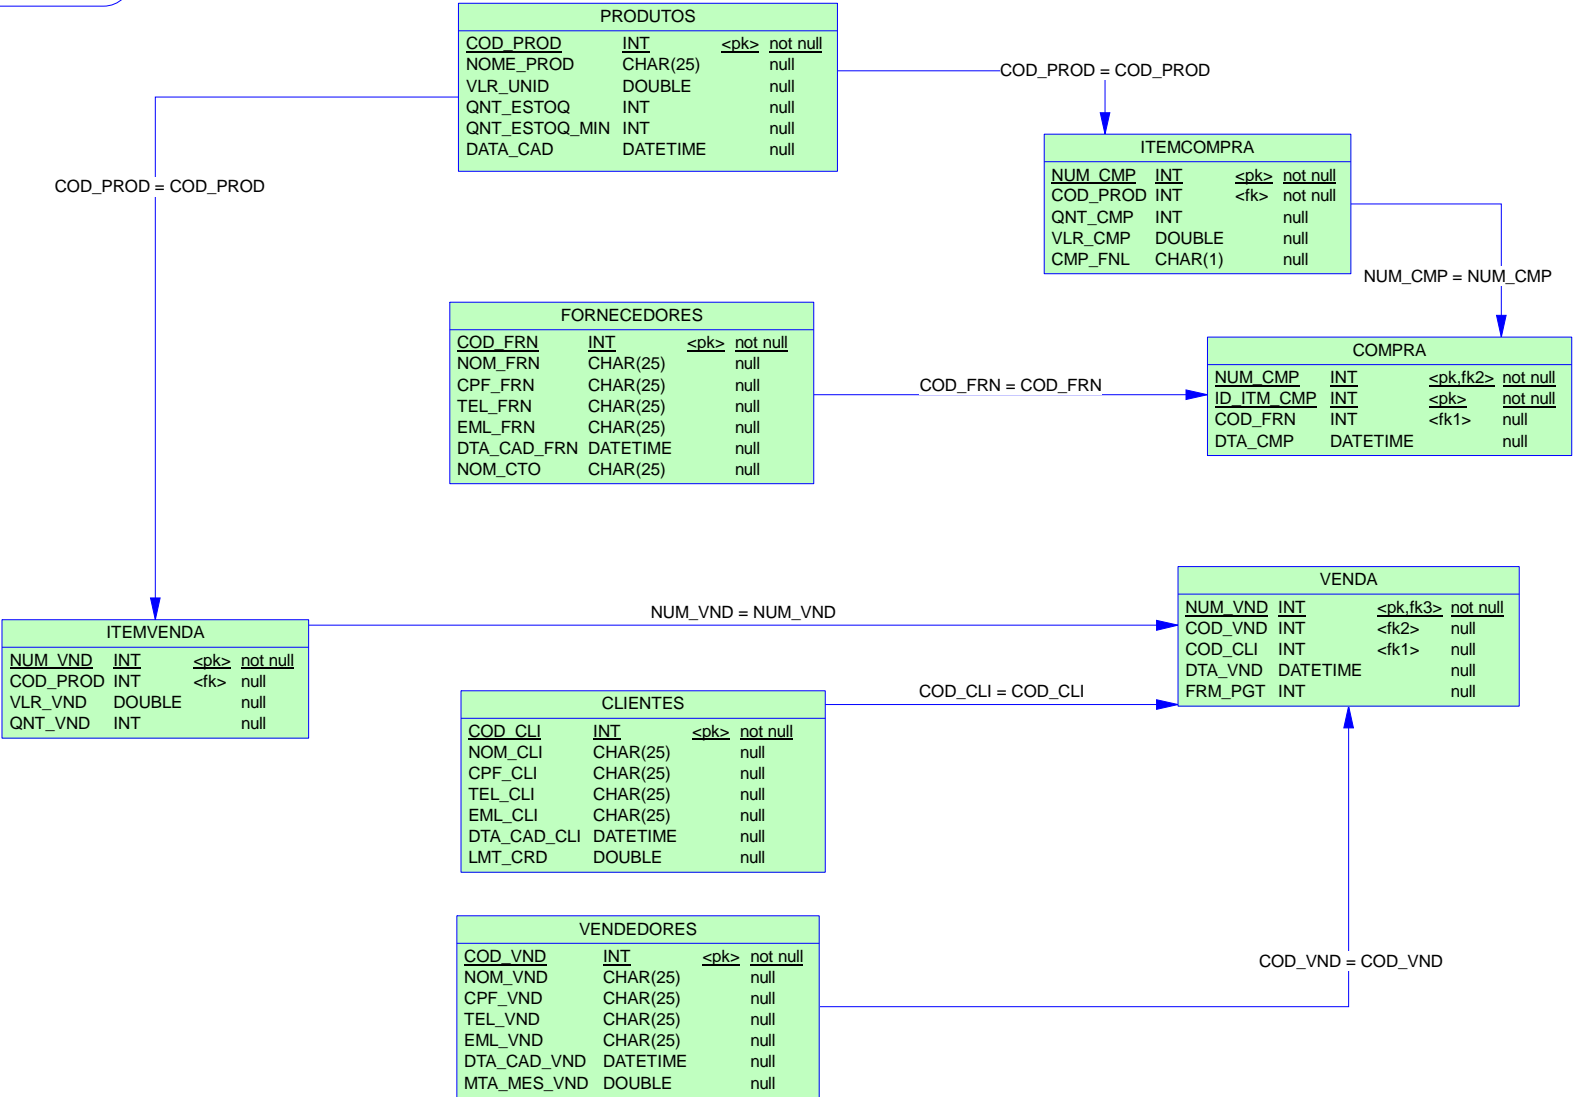 PRODUTOS
COD_PROD INT <pk> not null
NOME_PROD CHAR(25) null
VLR_UNID DOUBLE null
QNT_ESTOQ INT null
QNT_ESTOQ_MIN INT null
DATA_CAD DATETIME null
COD_PROD = COD_PROD
COD_PROD = COD_PROD
ITEMCOMPRA
NUM_CMP INT <pk> not null
COD_PROD INT <fk> not null
QNT_CMP INT null
VLR_CMP DOUBLE null
CMP_FNL CHAR(1) null
NUM_CMP = NUM_CMP
FORNECEDORES
COD_FRN INT <pk> not null
NOM_FRN CHAR(25) null
CPF_FRN CHAR(25) null
TEL_FRN CHAR(25) null
EML_FRN CHAR(25) null
DTA_CAD_FRN DATETIME null
NOM_CTO CHAR(25) null
COD_FRN = COD_FRN
COMPRA
NUM_CMP INT <pk,fk2> not null
ID_ITM_CMP INT <pk> not null
COD_FRN INT <fk1> null
DTA_CMP DATETIME null
ITEMVENDA
NUM_VND INT <pk> not null
COD_PROD INT <fk> null
VLR_VND DOUBLE null
QNT_VND INT null
NUM_VND = NUM_VND
VENDA
NUM_VND INT <pk,fk3> not null
COD_VND INT <fk2> null
COD_CLI INT <fk1> null
DTA_VND DATETIME null
FRM_PGT INT null
CLIENTES
COD_CLI INT <pk> not null
NOM_CLI CHAR(25) null
CPF_CLI CHAR(25) null
TEL_CLI CHAR(25) null
EML_CLI CHAR(25) null
DTA_CAD_CLI DATETIME null
LMT_CRD DOUBLE null
COD_CLI = COD_CLI
VENDEDORES
COD_VND INT <pk> not null
NOM_VND CHAR(25) null
CPF_VND CHAR(25) null
TEL_VND CHAR(25) null
EML_VND CHAR(25) null
DTA_CAD_VND DATETIME null
MTA_MES_VND DOUBLE null
COD_VND = COD_VND